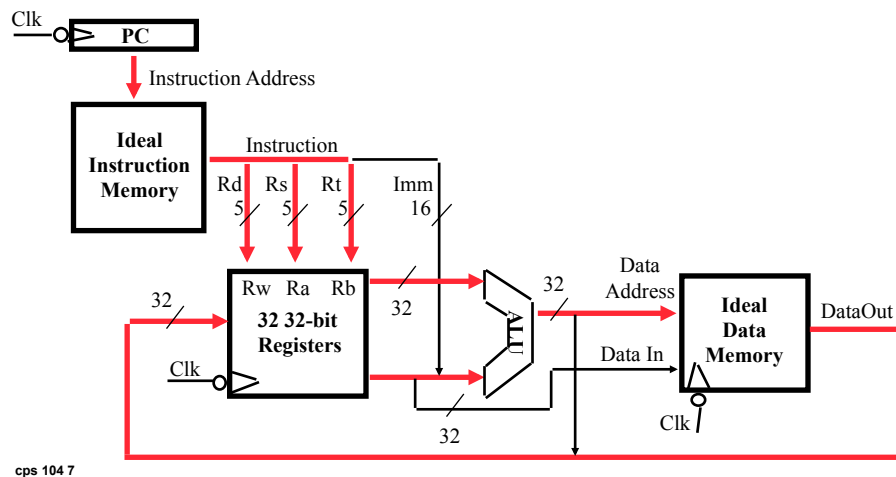 Clk
PC
Instruction Address
Ideal
Instruction
Memory
Instruction
Rd
Rs
Rt
Imm
5
5
5
16
Rw Ra Rb
32 32-bit
Registers
32
Clk
32
32
ALU
32
Data
Address
Data In
32
Ideal
Data
Memory
DataOut
Clk
cps 104 7